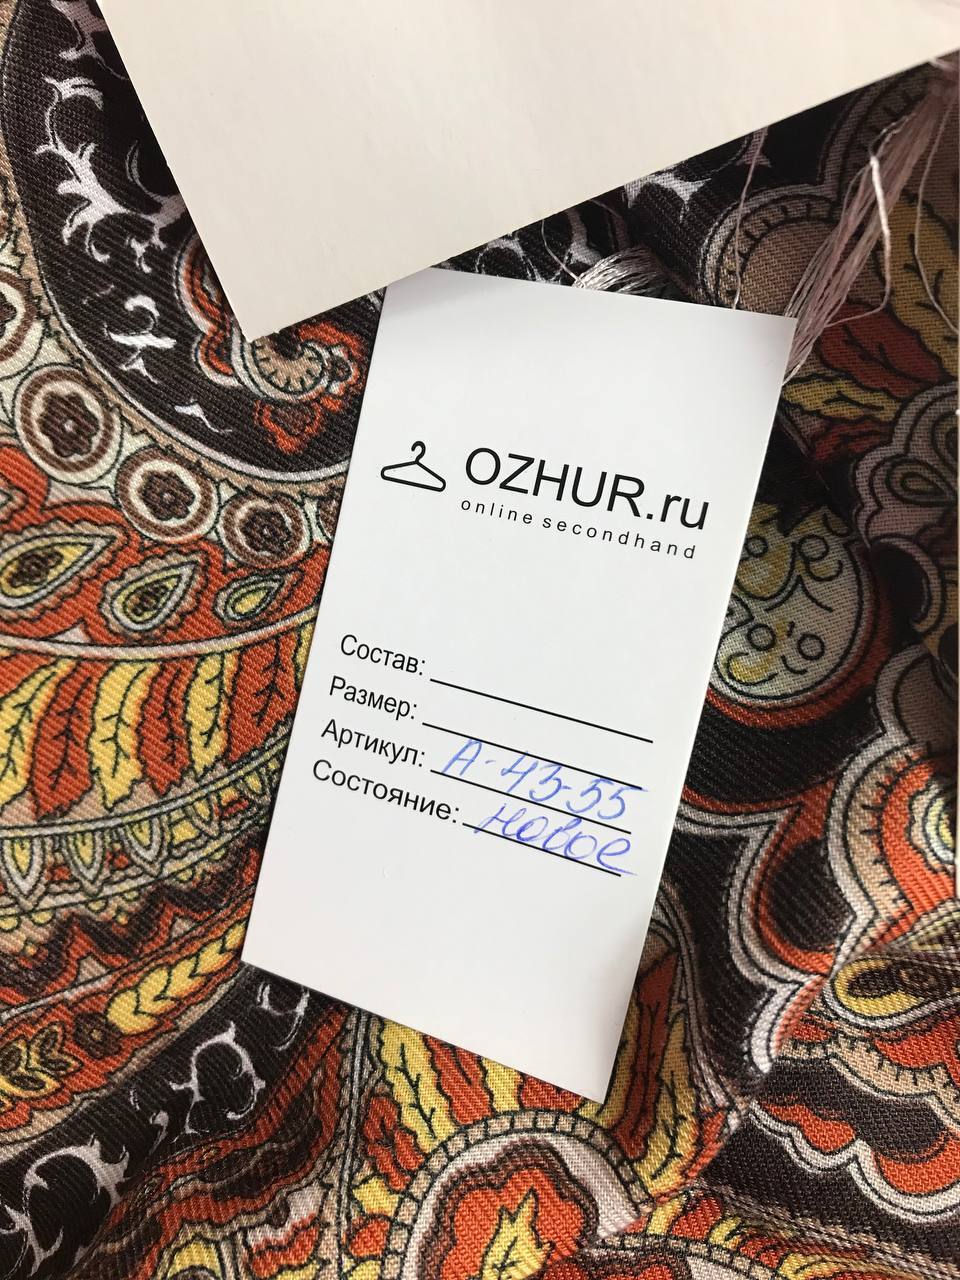 OZHUR.ru
online secondhand
Состав:
Размер:
Артикул: А-43-55
Состояние: новое